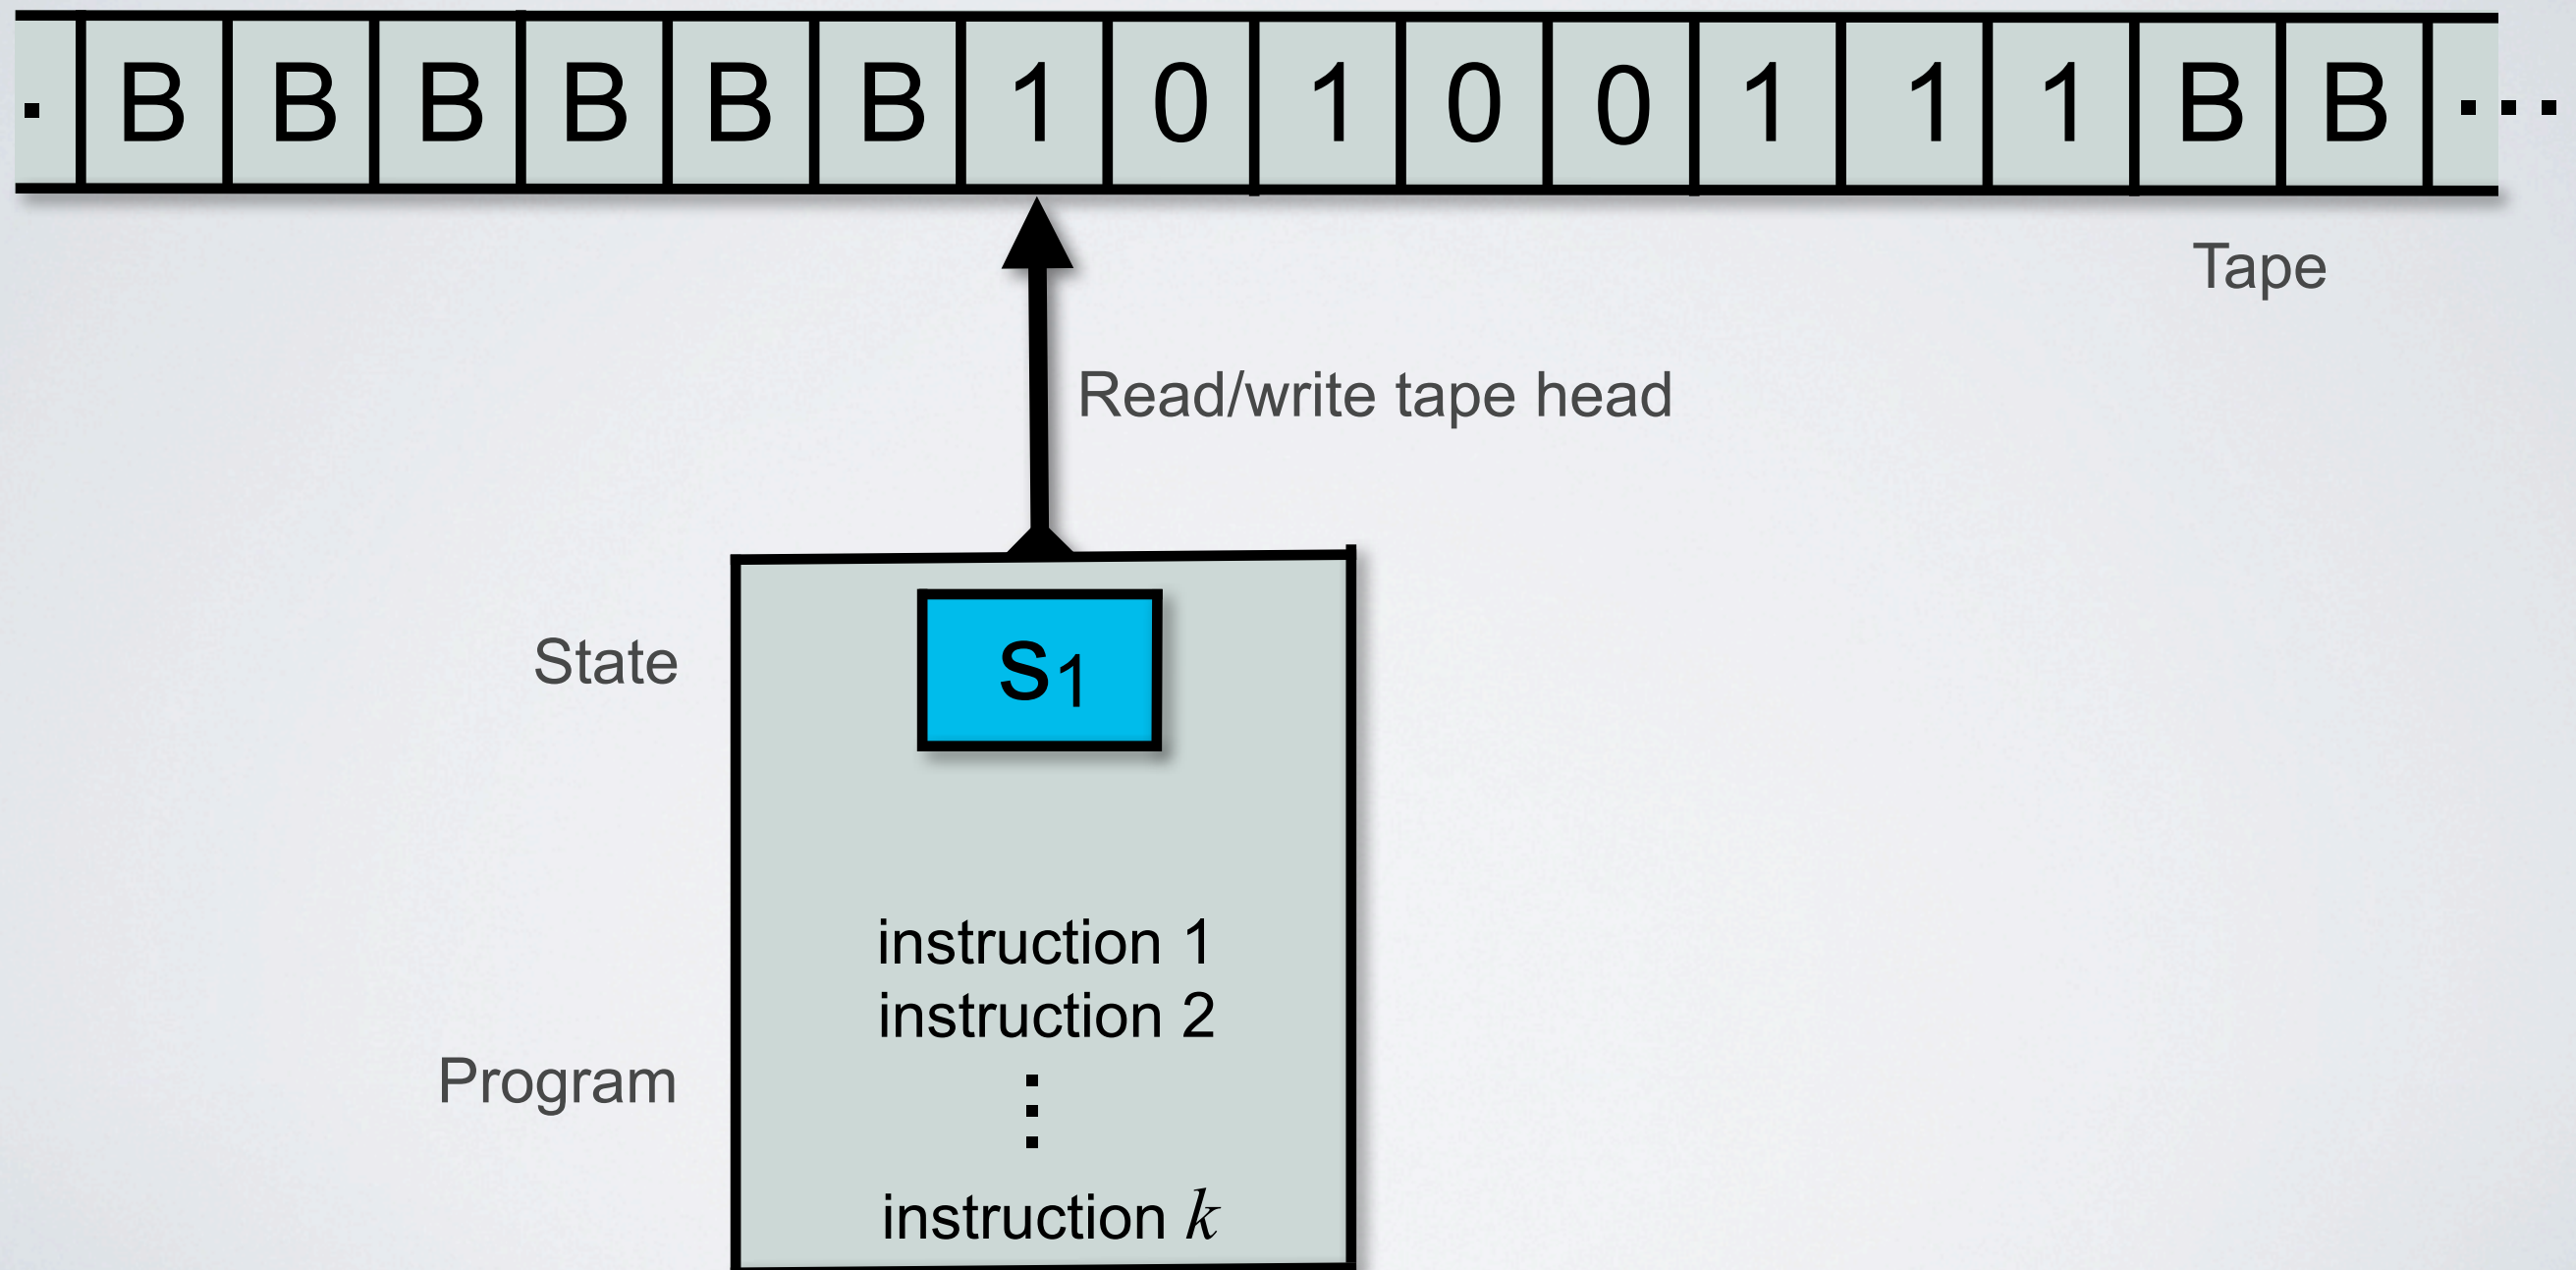 . B B B B B B 1 0 1 0 0 1 1 1 B B ...
Tape
Read/write tape head
State
S1
instruction 1
instruction 2
Program
⋮
instruction k